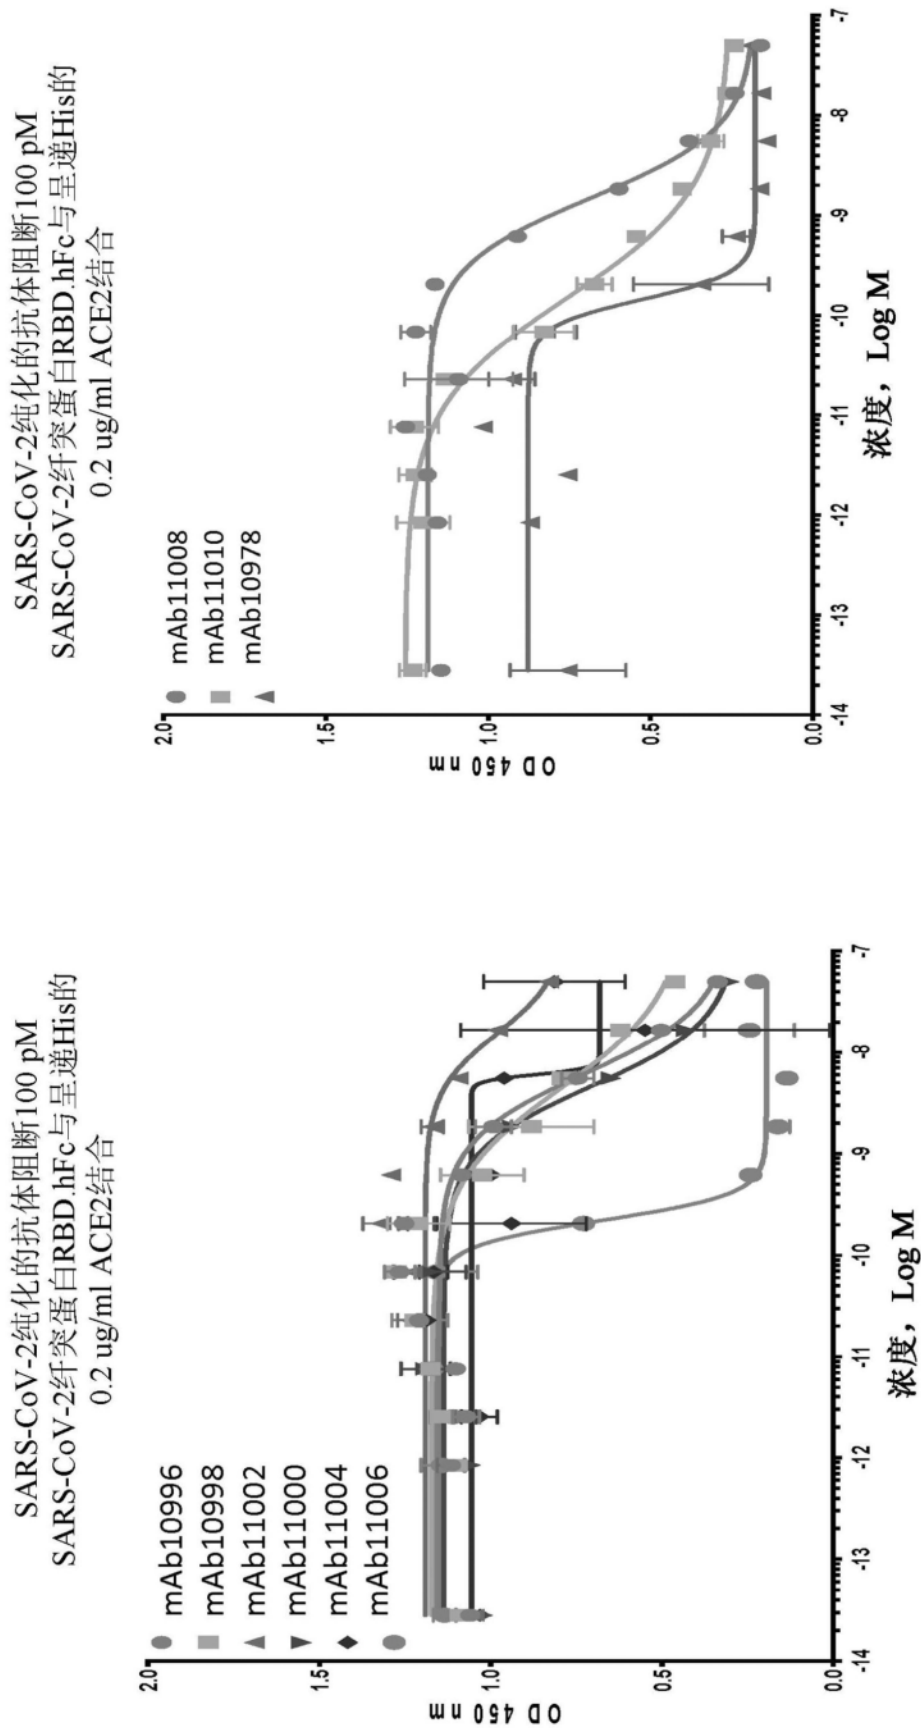 SARS-CoV-2纯化的抗体阻断100 pM
SARS-CoV-2纤突蛋白RBD.hFc与呈递His的
0.2 ug/ml ACE2结合
mAb10996
mAb10998
mAb11002
mAb11000
mAb11004
mAb11006
2.0
1.5
1.0
0.5
0.0
OD 450 nm
-14
-13
-12
-11
-10
-9
-8
-7
浓度，Log M
SARS-CoV-2纯化的抗体阻断100 pM
SARS-CoV-2纤突蛋白RBD.hFc与呈递His的
0.2 ug/ml ACE2结合
mAb11008
mAb11010
mAb10978
2.0
1.5
1.0
0.5
0.0
OD 450 nm
-14
-13
-12
-11
-10
-9
-8
-7
浓度，Log M